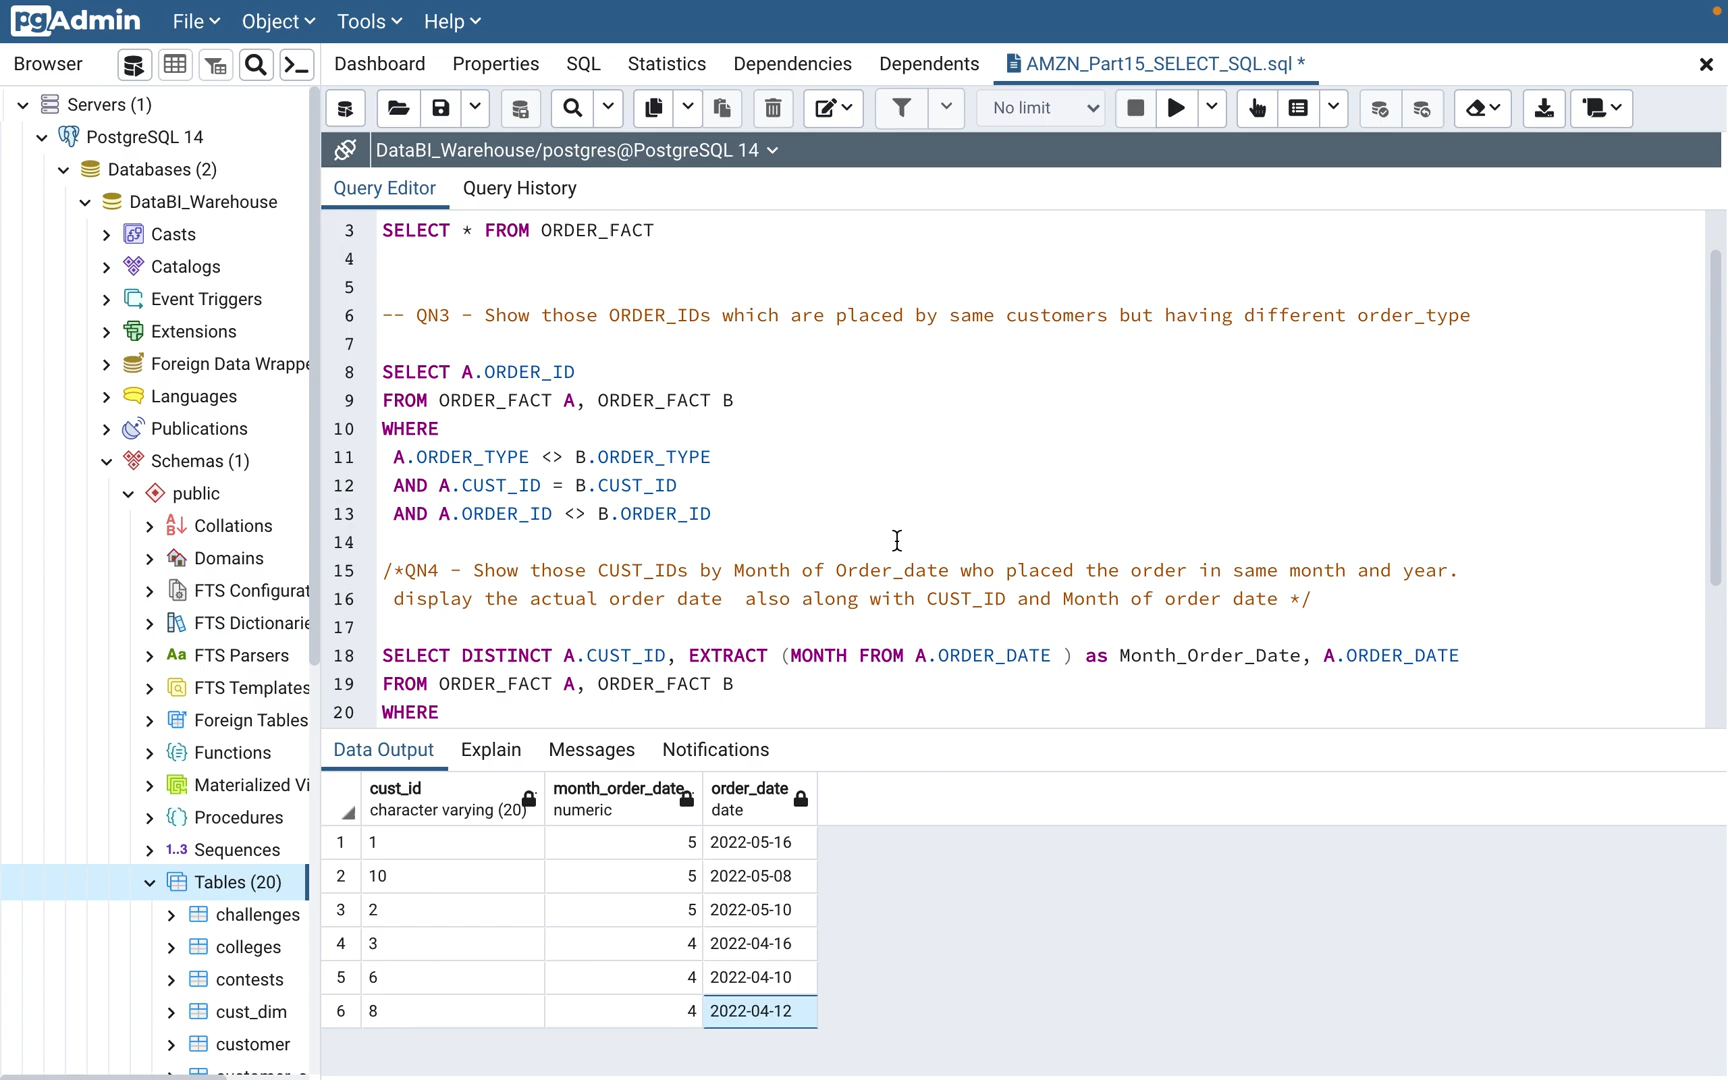 pgAdmin File Object Tools Help
Browser Dashboard Properties SQL Statistics Dependencies Dependents AMZN_Part15_SELECT_SQL.sql *
No limit
Servers (1)
PostgreSQL 14
Databases (2)
DataBI_Warehouse
Casts
Catalogs
Event Triggers
Extensions
Foreign Data Wrappe
Languages
Publications
Schemas (1)
public
Collations
Domains
FTS Configurat
FTS Dictionarie
Aa FTS Parsers
FTS Templates
Foreign Tables
Functions
Materialized Vi
Procedures
1..3 Sequences
Tables (20)
challenges
colleges
contests
cust_dim
customer
DataBI_Warehouse/postgres@PostgreSQL 14
Query Editor Query History
3 SELECT * FROM ORDER_FACT
4
5
6 -- QN3 - Show those ORDER_IDs which are placed by same customers but having different order_type
7
8 SELECT A.ORDER_ID
9 FROM ORDER_FACT A, ORDER_FACT B
10 WHERE
11 A.ORDER_TYPE <> B.ORDER_TYPE
12 AND A.CUST_ID = B.CUST_ID
13 AND A.ORDER_ID <> B.ORDER_ID
14
15 /*QN4 - Show those CUST_IDs by Month of Order_date who placed the order in same month and year.
16 display the actual order date also along with CUST_ID and Month of order date */
17
18 SELECT DISTINCT A.CUST_ID, EXTRACT (MONTH FROM A.ORDER_DATE ) as Month_Order_Date, A.ORDER_DATE
19 FROM ORDER_FACT A, ORDER_FACT B
20 WHERE
Data Output Explain Messages Notifications
cust_id month_order_date order_date
character varying (20) numeric date
1 1 5 2022-05-16
2 10 5 2022-05-08
3 2 5 2022-05-10
4 3 4 2022-04-16
5 6 4 2022-04-10
6 8 4 2022-04-12